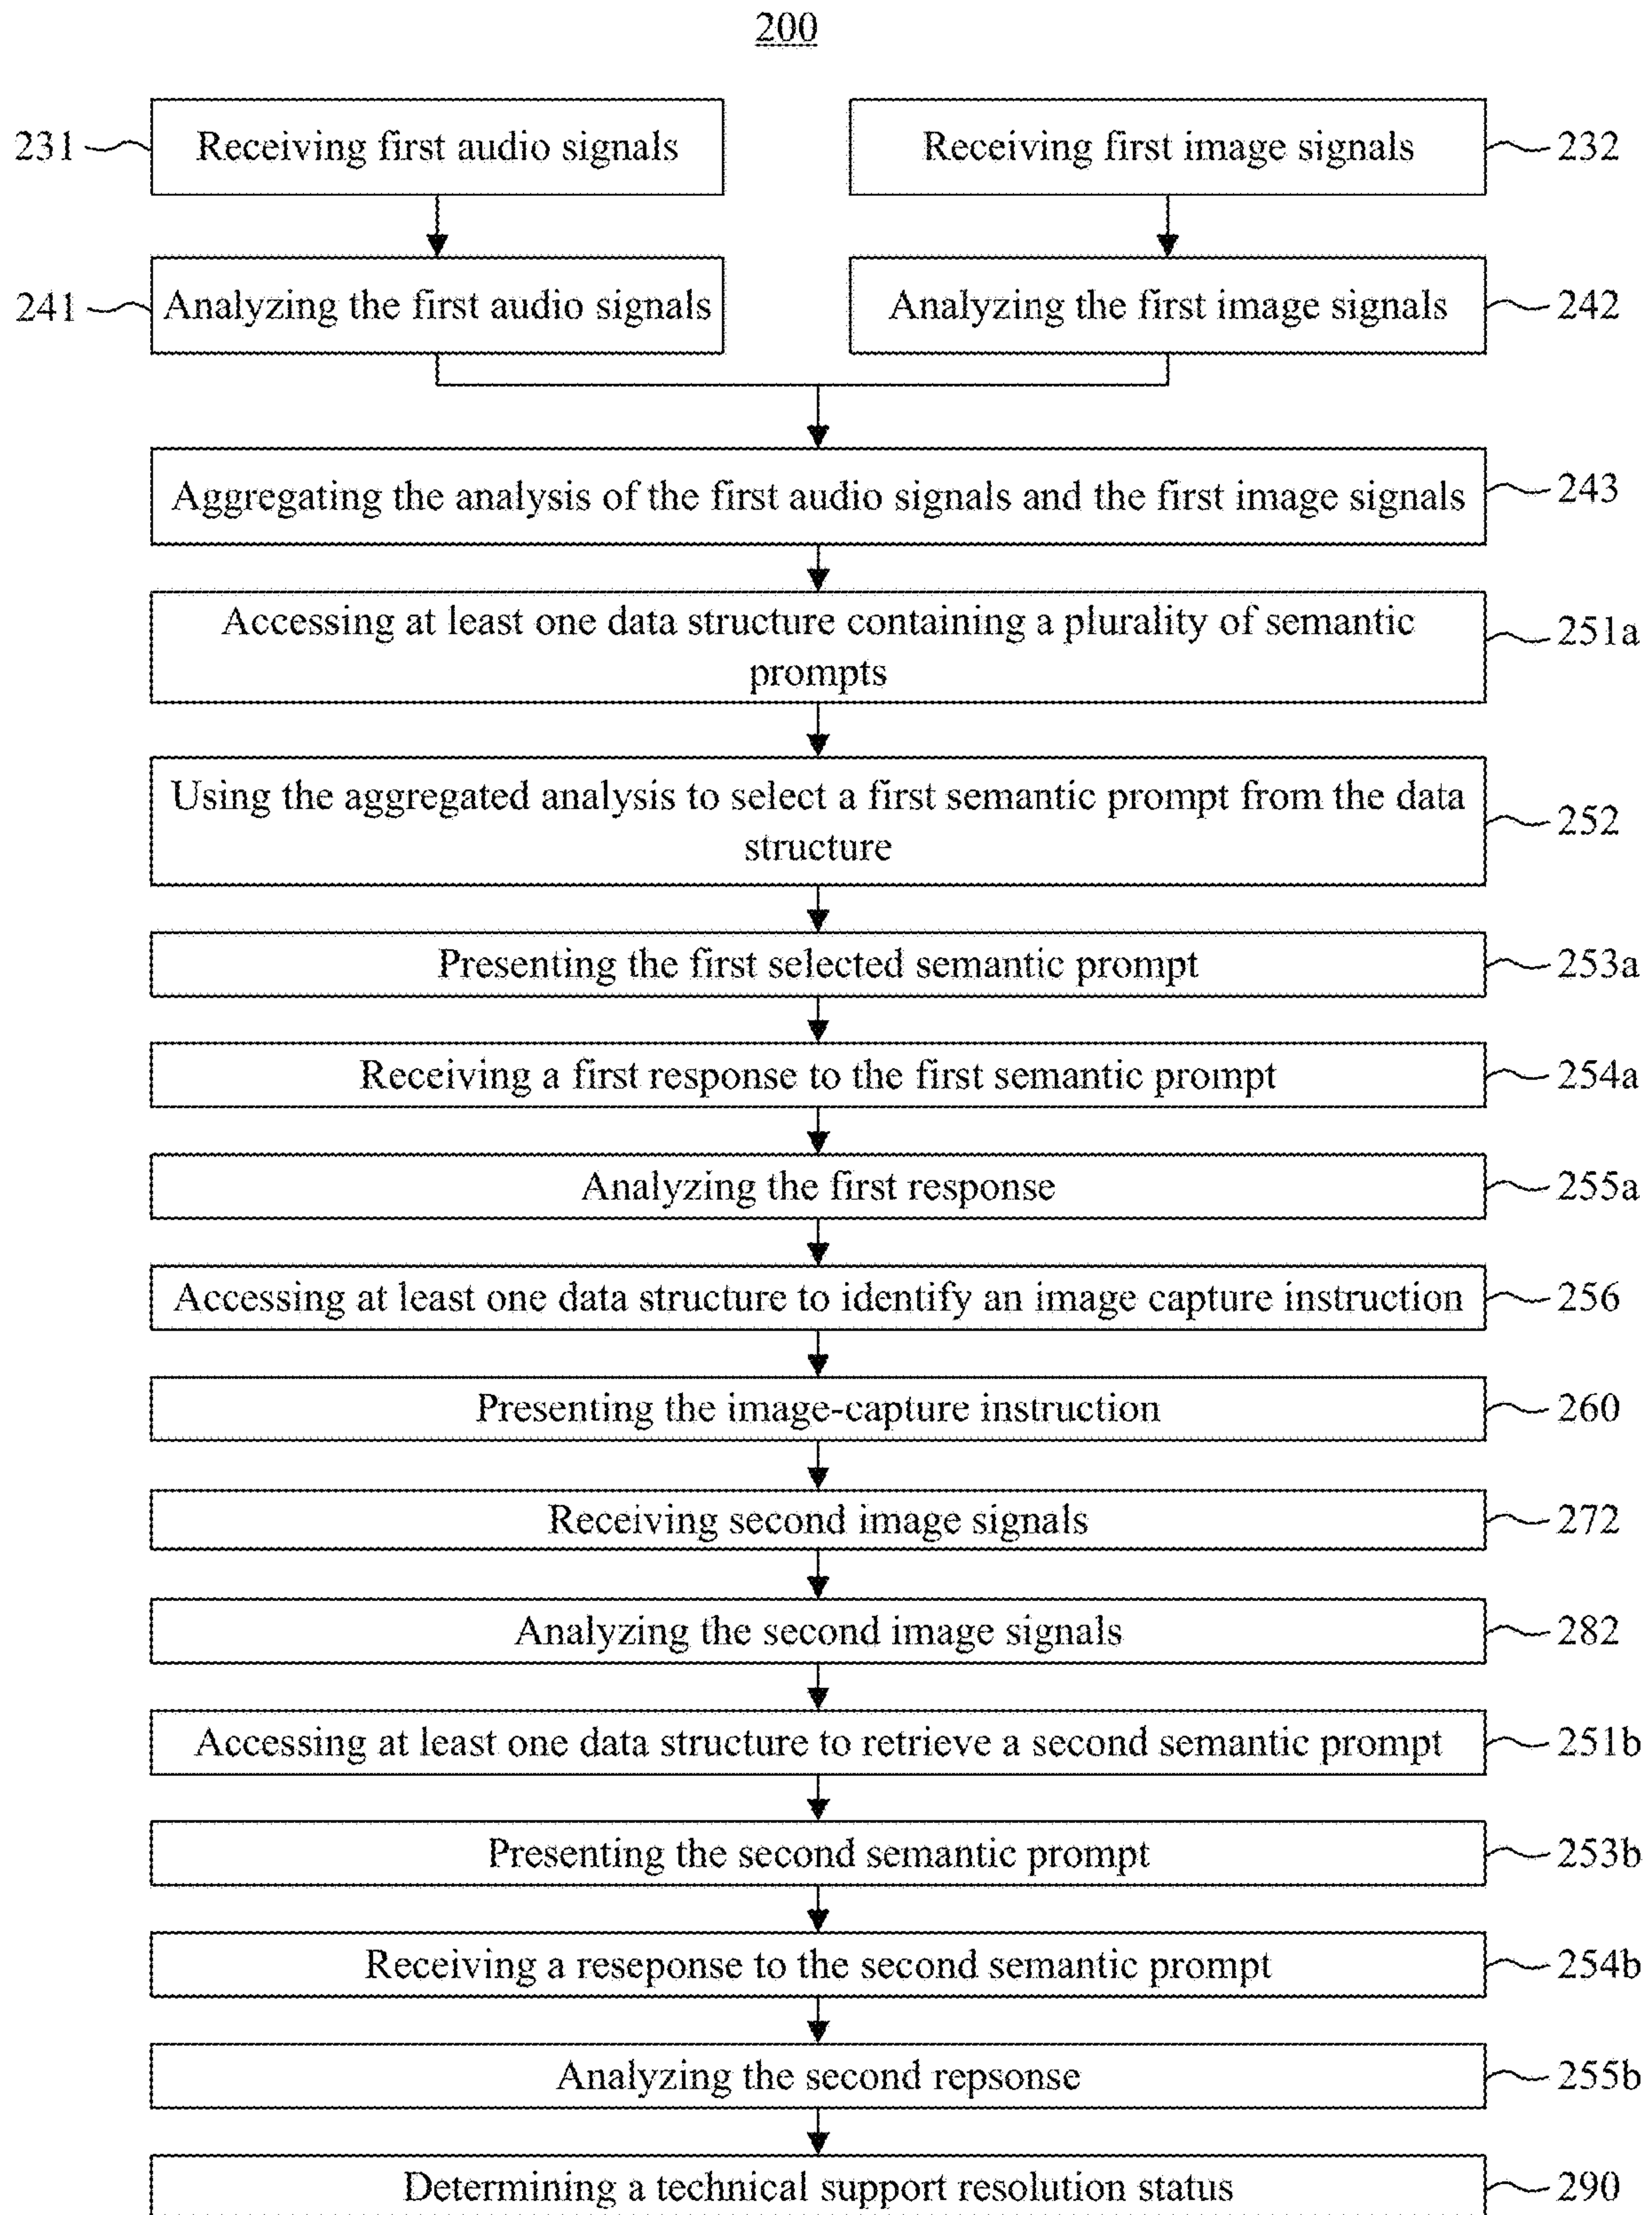 200
231 Receiving first audio signals
Receiving first image signals 232
241 Analyzing the first audio signals
Analyzing the first image signals 242
Aggregating the analysis of the first audio signals and the first image signals 243
Accessing at least one data structure containing a plurality of semantic
prompts
251a
Using the aggregated analysis to select a first semantic prompt from the data
structure
252
Presenting the first selected semantic prompt 253a
Receiving a first response to the first semantic prompt 254a
Analyzing the first response 255a
Accessing at least one data structure to identify an image capture instruction 256
Presenting the image-capture instruction 260
Receiving second image signals 272
Analyzing the second image signals 282
Accessing at least one data structure to retrieve a second semantic prompt 251b
Presenting the second semantic prompt 253b
Receiving a reseponse to the second semantic prompt 254b
Analyzing the second repsonse 255b
Determining a technical support resolution status 290